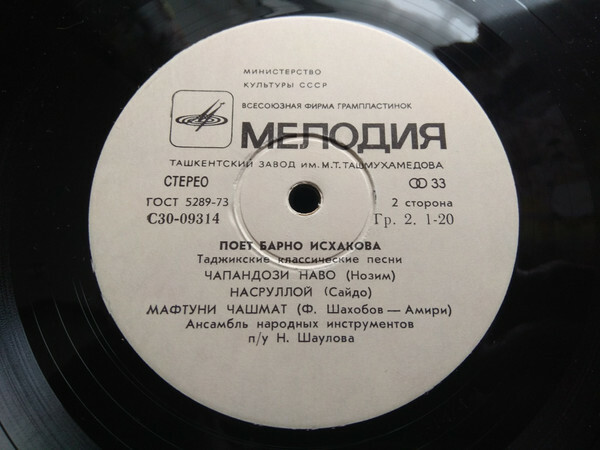 МИНИСТЕРСТВО
КУЛЬТУРЫ СССР
ВСЕСОЮЗНАЯ ФИРМА ГРАМПЛАСТИНОК
МЕЛОДИЯ
ТАШКЕНТСКИЙ ЗАВОД ИМ. М.Т. ТАШМУХАМЕДОВА
СТЕРЕО 33
ГОСТ 5289-73 2 сторона
С30-09314 Гр. 2. 1-20
ПОЕТ БАРНО ИСХАКОВА
Таджикские классические песни
ЧАПАНДОЗИ НАВО (Нозим)
НАСРУЛЛОЙ (Сайдо)
МАФТУНИ ЧАШМАТ (Ф. Шахобов — Амири)
Ансамбль народных инструментов
п/у Н. Шаулова